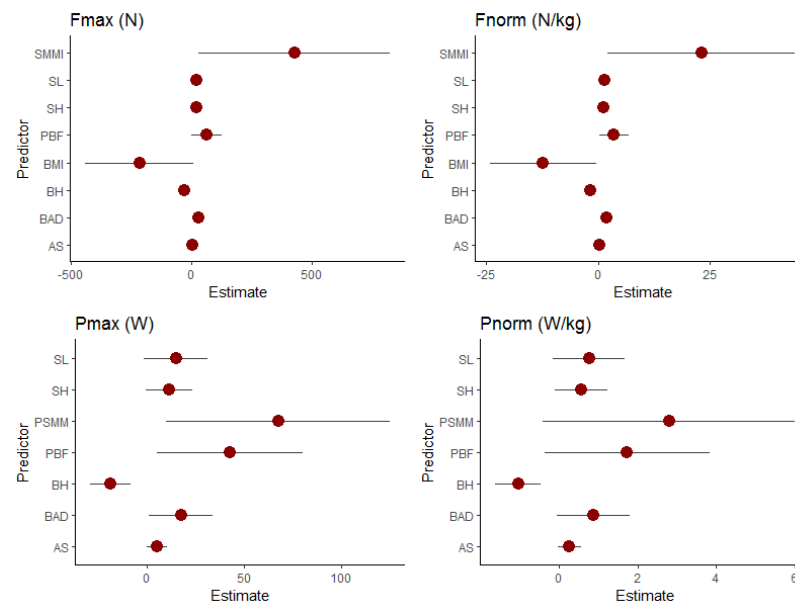 Fmax (N)
Predictor
SMMI
SL
SH
PBF
BMI
BH
BAD
AS
-500 0 500
Estimate
Fnorm (N/kg)
Predictor
SMMI
SL
SH
PBF
BMI
BH
BAD
AS
-25 0 25
Estimate
Pmax (W)
Predictor
SL
SH
PSMM
PBF
BH
BAD
AS
0 50 100
Estimate
Pnorm (W/kg)
Predictor
SL
SH
PSMM
PBF
BH
BAD
AS
0 2 4 6
Estimate